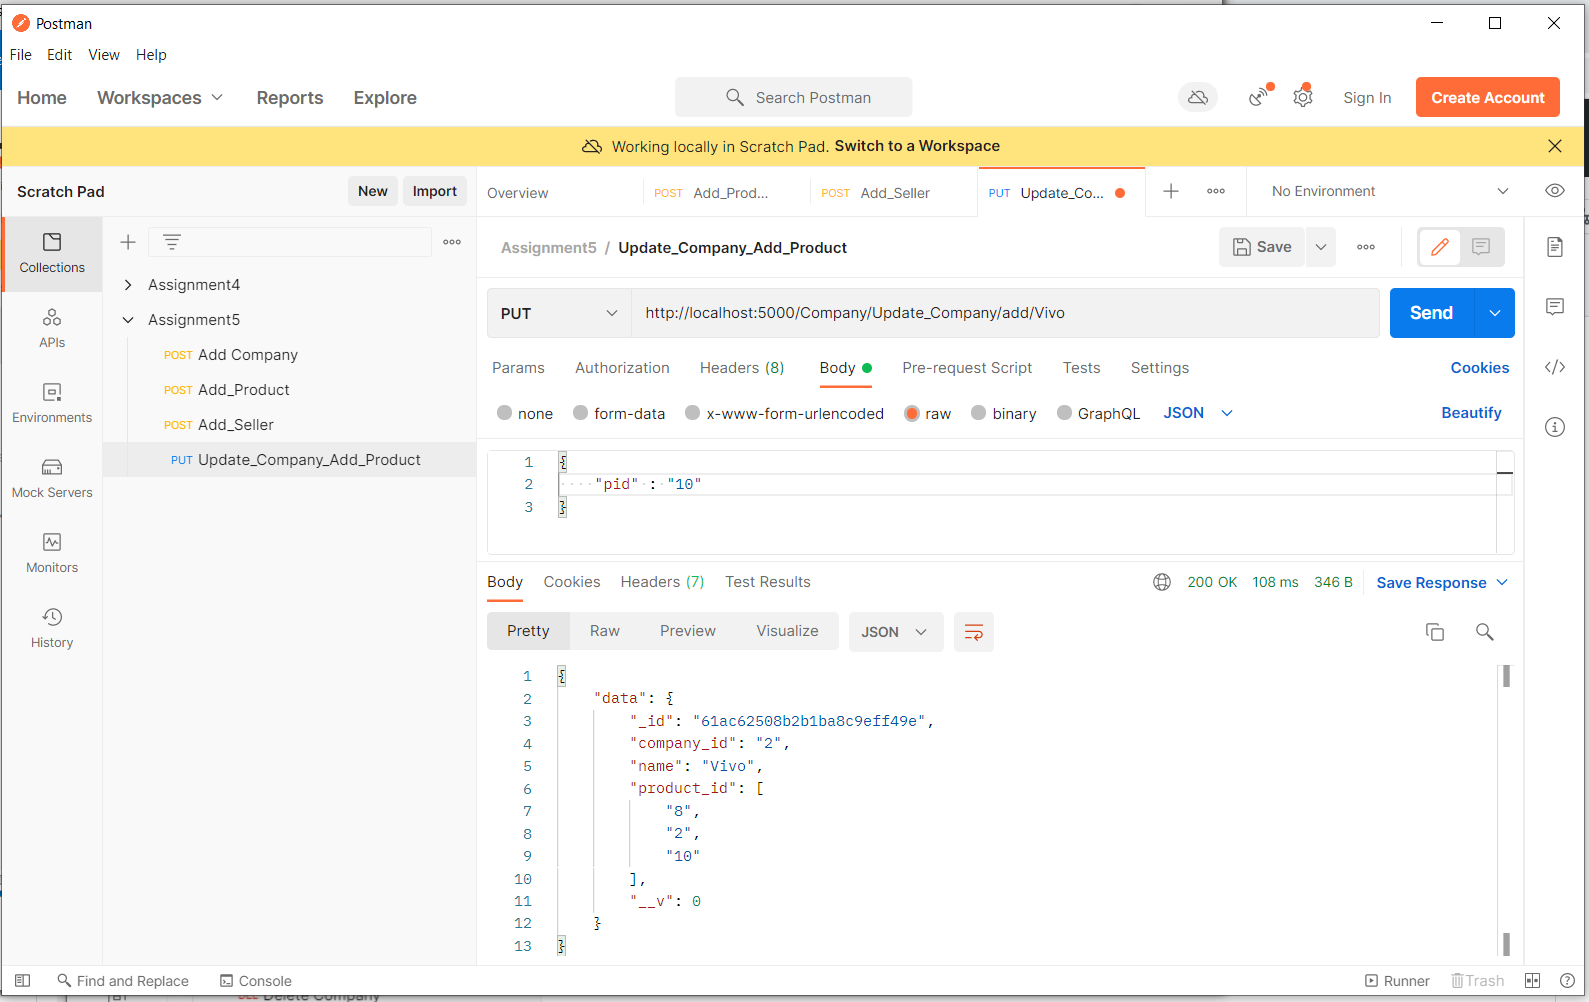 Postman
File Edit View Help
Home Workspaces Reports Explore Search Postman Sign In Create Account
Working locally in Scratch Pad. Switch to a Workspace
Scratch Pad New Import
Overview POST Add_Prod... POST Add_Seller PUT Update_Co... No Environment
Collections
APIs
Environments
Mock Servers
Monitors
History
Assignment4
Assignment5
POST Add Company
POST Add_Product
POST Add_Seller
PUT Update_Company_Add_Product
Assignment5 / Update_Company_Add_Product Save
PUT http://localhost:5000/Company/Update_Company/add/Vivo Send
Params Authorization Headers (8) Body Pre-request Script Tests Settings Cookies
none form-data x-www-form-urlencoded raw binary GraphQL JSON Beautify
1 {
2 "pid" : "10"
3 }
Body Cookies Headers (7) Test Results 200 OK 108 ms 346 B Save Response
Pretty Raw Preview Visualize JSON
1 {
2 "data": {
3 "_id": "61ac62508b2b1ba8c9eff49e",
4 "company_id": "2",
5 "name": "Vivo",
6 "product_id": [
7 "8",
8 "2",
9 "10"
10 ],
11 "__v": 0
12 }
13 }
Find and Replace Console Runner Trash
DEL Delete Company